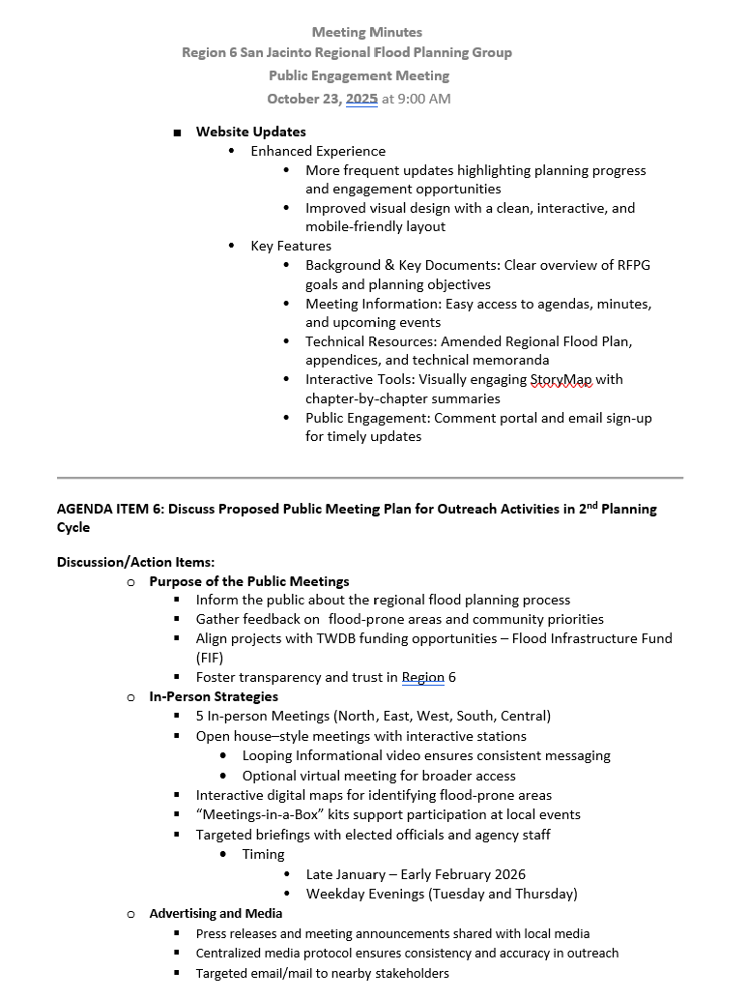 Meeting Minutes
Region 6 San Jacinto Regional Flood Planning Group
Public Engagement Meeting
October 23, 2025 at 9:00 AM
▪ Website Updates
• Enhanced Experience
• More frequent updates highlighting planning progress
and engagement opportunities
• Improved visual design with a clean, interactive, and
mobile-friendly layout
• Key Features
• Background & Key Documents: Clear overview of RFPG
goals and planning objectives
• Meeting Information: Easy access to agendas, minutes,
and upcoming events
• Technical Resources: Amended Regional Flood Plan,
appendices, and technical memoranda
• Interactive Tools: Visually engaging StoryMap with
chapter-by-chapter summaries
• Public Engagement: Comment portal and email sign-up
for timely updates
AGENDA ITEM 6: Discuss Proposed Public Meeting Plan for Outreach Activities in 2nd Planning
Cycle
Discussion/Action Items:
o Purpose of the Public Meetings
▪ Inform the public about the regional flood planning process
▪ Gather feedback on flood-prone areas and community priorities
▪ Align projects with TWDB funding opportunities – Flood Infrastructure Fund
(FIF)
▪ Foster transparency and trust in Region 6
o In-Person Strategies
▪ 5 In-person Meetings (North, East, West, South, Central)
▪ Open house–style meetings with interactive stations
• Looping Informational video ensures consistent messaging
• Optional virtual meeting for broader access
▪ Interactive digital maps for identifying flood-prone areas
▪ “Meetings-in-a-Box” kits support participation at local events
▪ Targeted briefings with elected officials and agency staff
• Timing
• Late January – Early February 2026
• Weekday Evenings (Tuesday and Thursday)
o Advertising and Media
▪ Press releases and meeting announcements shared with local media
▪ Centralized media protocol ensures consistency and accuracy in outreach
▪ Targeted email/mail to nearby stakeholders